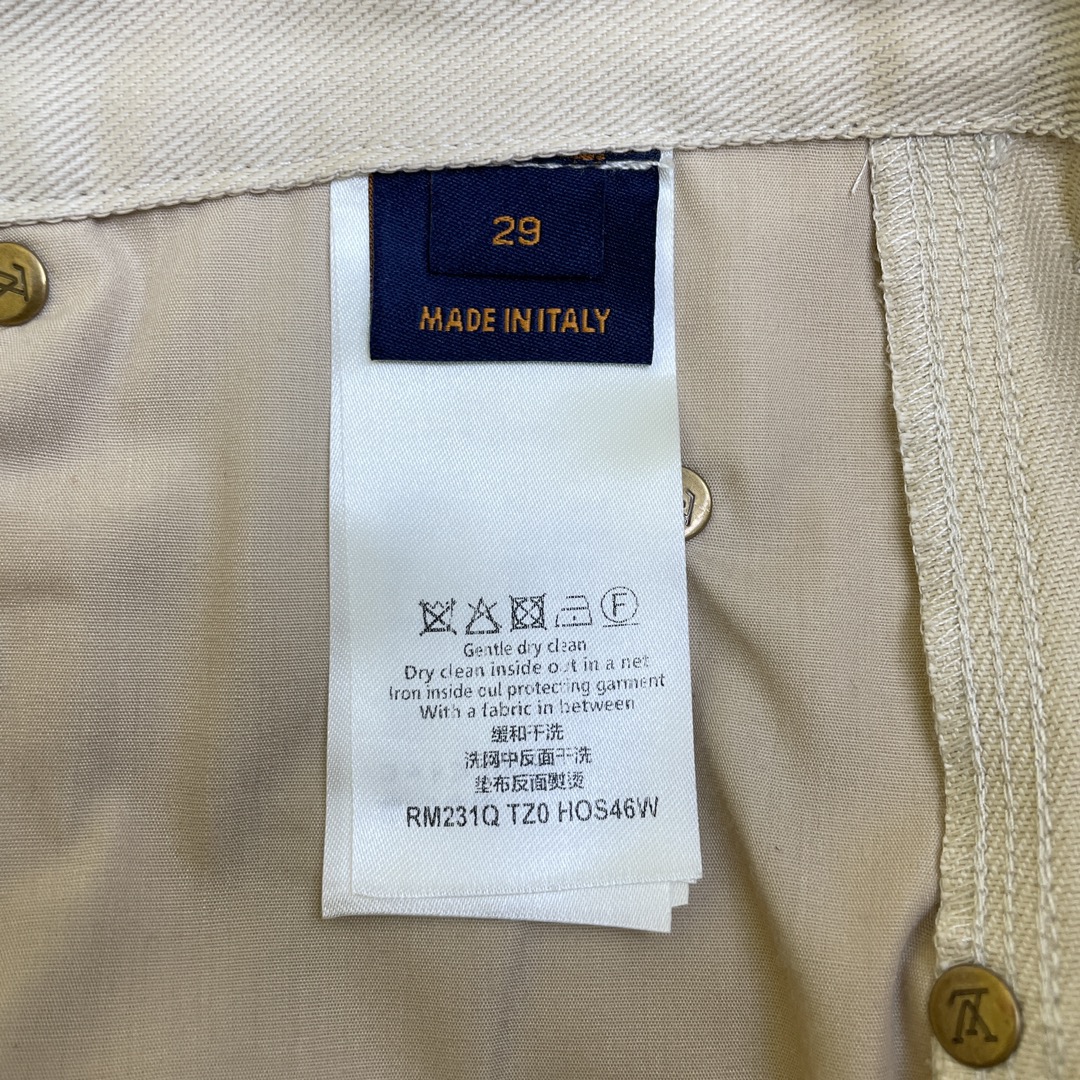 29
MADE IN ITALY
F
Gentle dry clean
Dry clean inside out in a net
Iron inside oul protecting garment
With a fabric in between
缓和干洗
洗网中反面干洗
垫布反面熨烫
RM231Q TZ0 HOS46W
LV